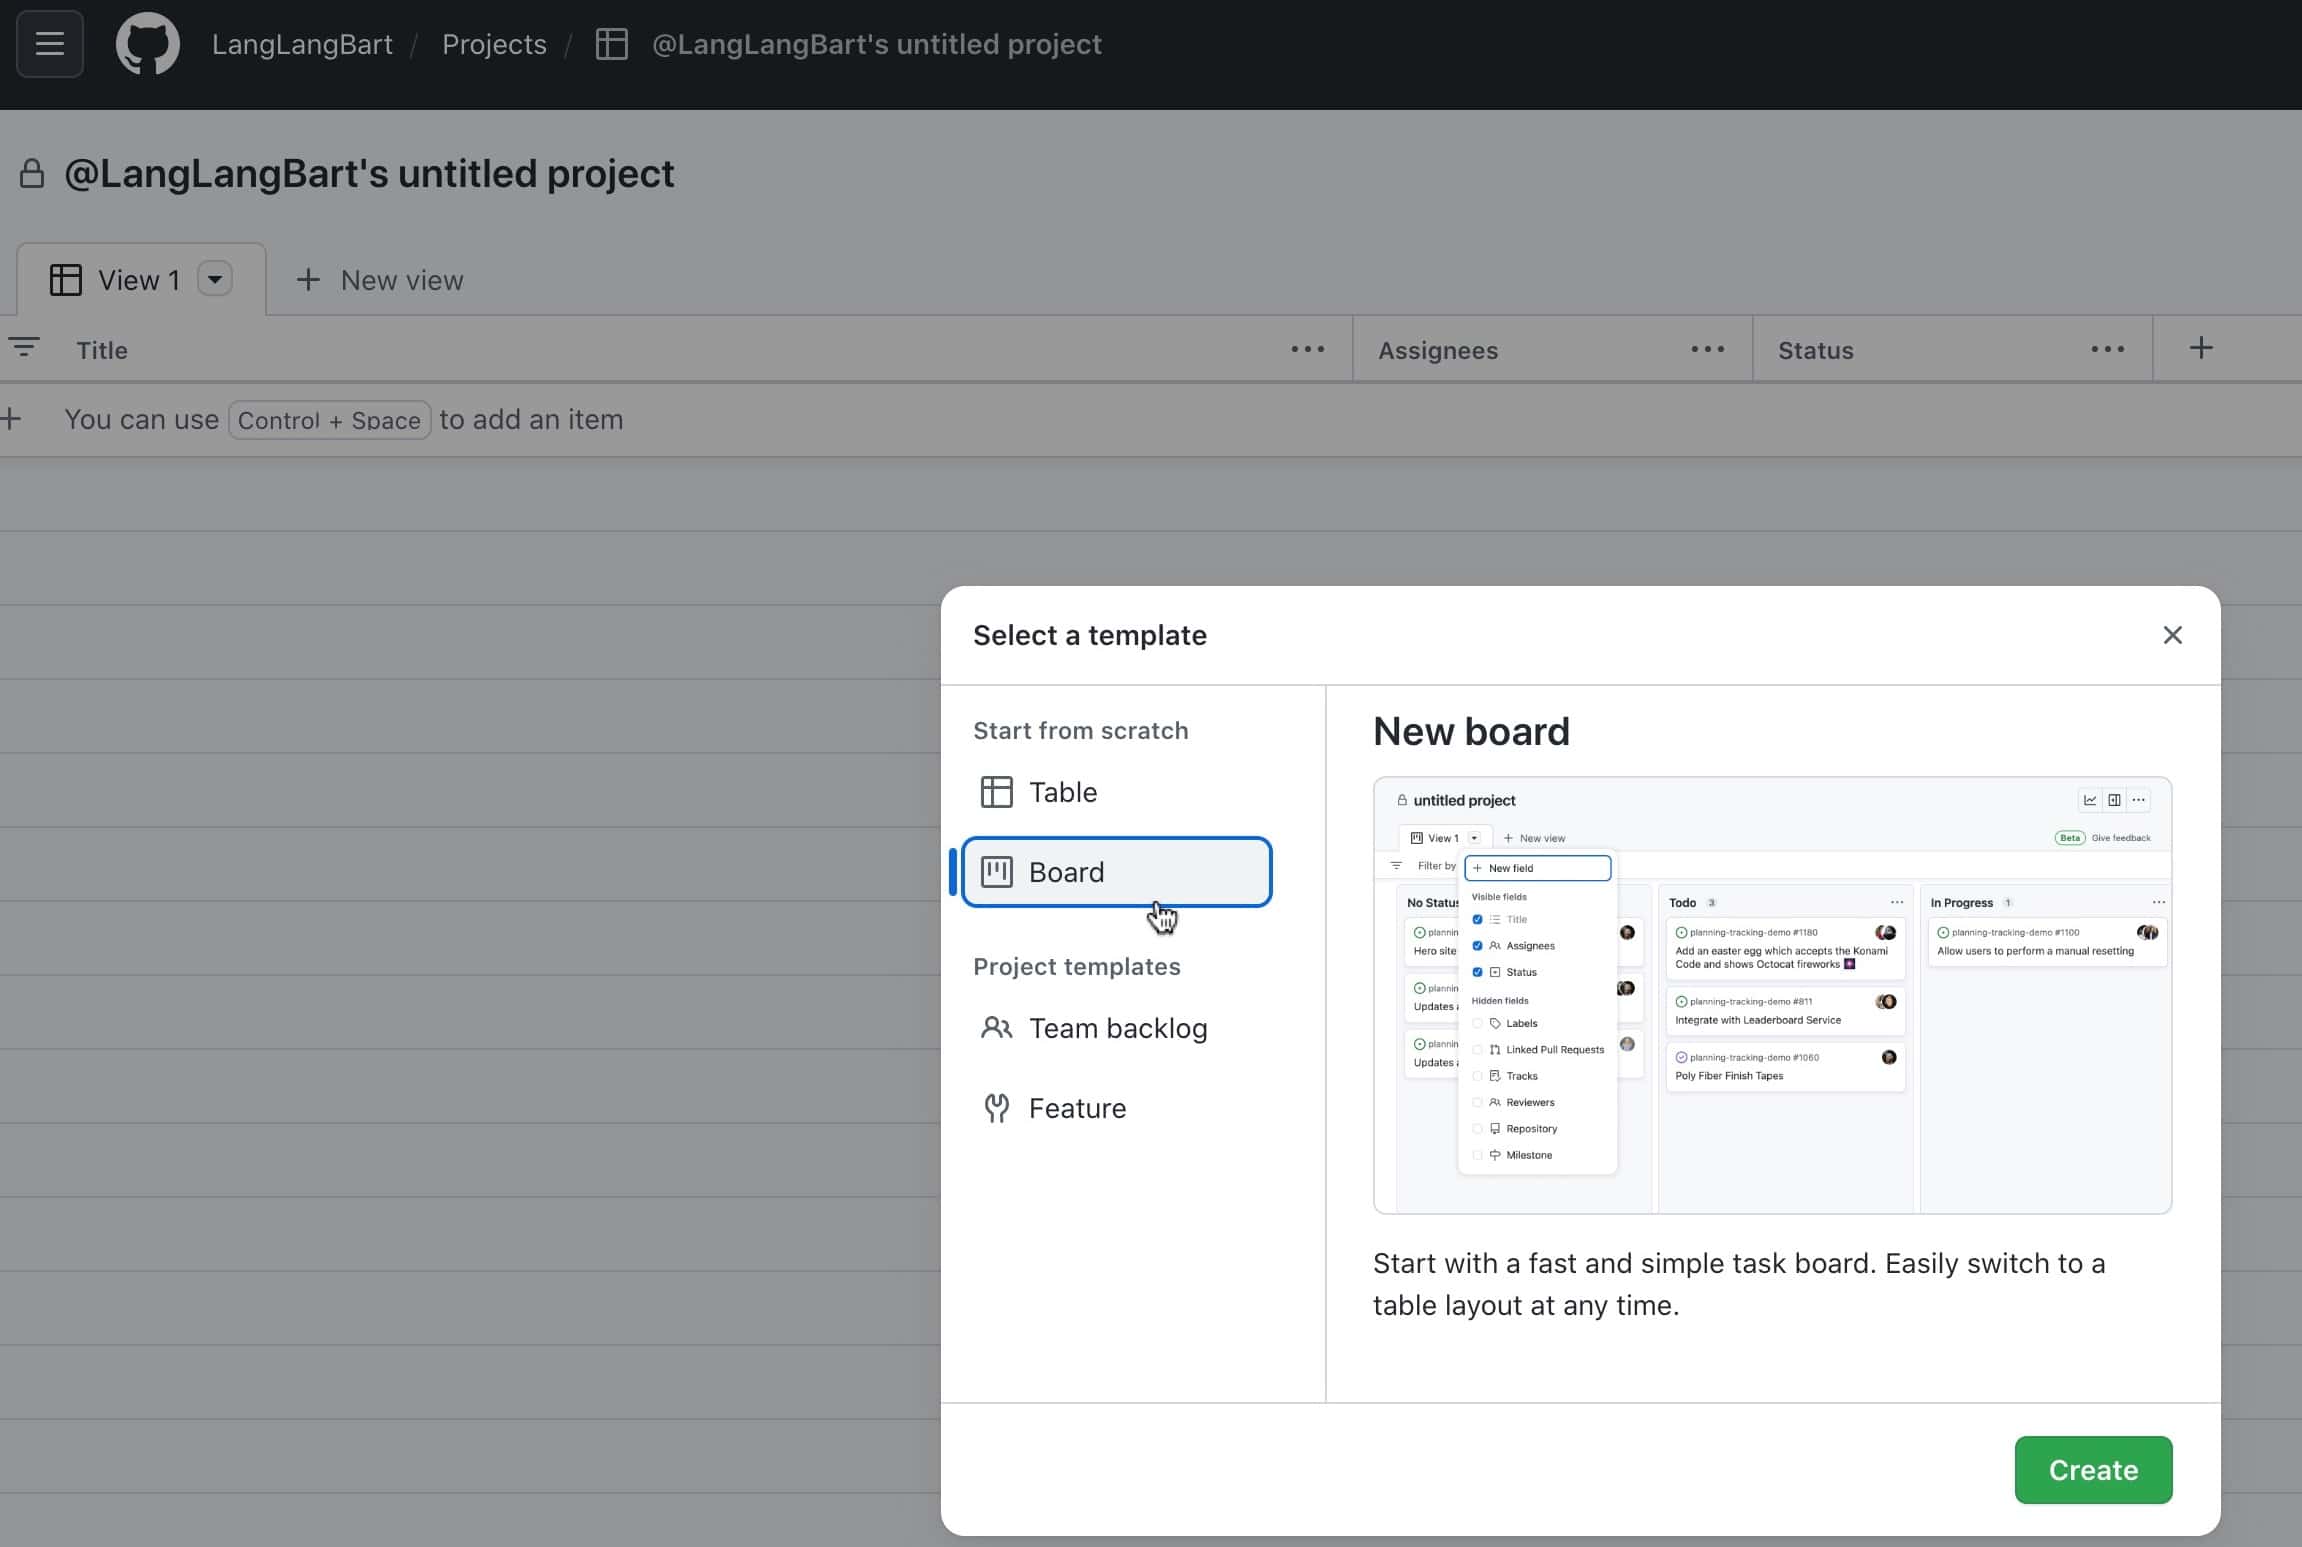 LangLangBart / Projects / @LangLangBart's untitled project
@LangLangBart's untitled project
View 1
New view
Title
Assignees
Status
You can use Control + Space to add an item
Select a template
Start from scratch
Table
Board
Project templates
Team backlog
Feature
New board
untitled project
View 1
New view
Beta Give feedback
Filter by
New field
Visible fields
Title
Assignees
Status
Hidden fields
Labels
Linked Pull Requests
Tracks
Reviewers
Repository
Milestone
No Status
plannin
Hero site
plannin
Updates
plannin
Updates
Todo 3
planning-tracking-demo #1180
Add an easter egg which accepts the Konami
Code and shows Octocat fireworks
planning-tracking-demo #811
Integrate with Leaderboard Service
planning-tracking-demo #1060
Poly Fiber Finish Tapes
In Progress 1
planning-tracking-demo #1100
Allow users to perform a manual resetting
Start with a fast and simple task board. Easily switch to a
table layout at any time.
Create